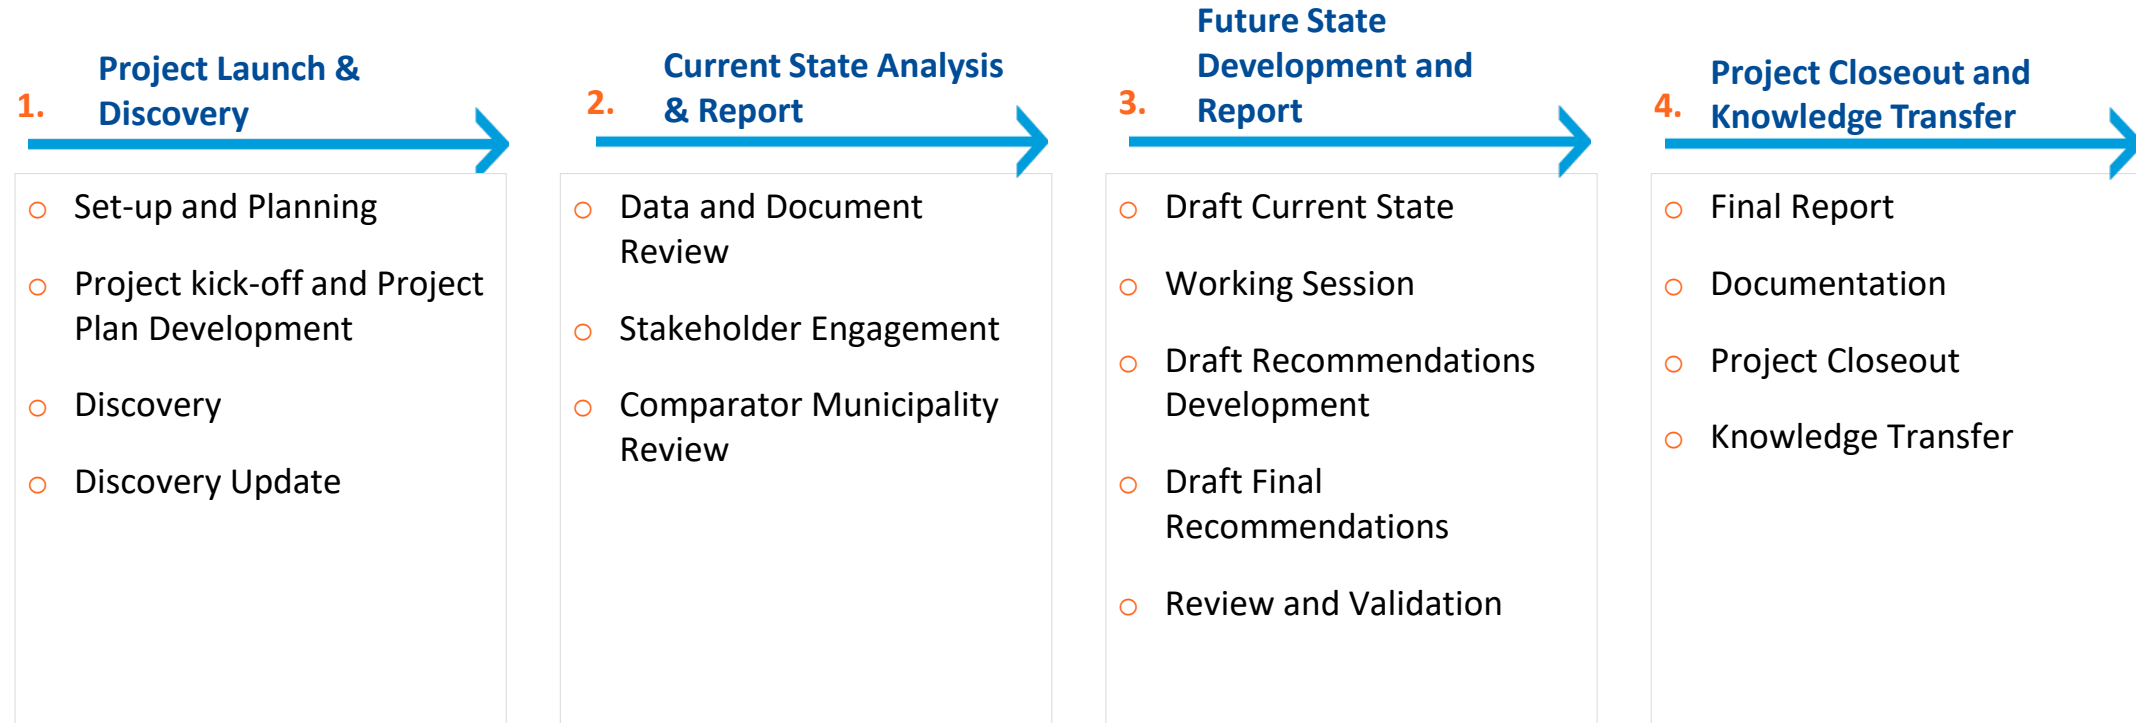 1.
Project Launch &
Discovery
o Set-up and Planning
o Project kick-off and Project
Plan Development
o Discovery
o Discovery Update
2.
Current State Analysis
& Report
o Data and Document
Review
o Stakeholder Engagement
o Comparator Municipality
Review
3.
Future State
Development and
Report
o Draft Current State
o Working Session
o Draft Recommendations
Development
o Draft Final
Recommendations
o Review and Validation
4.
Project Closeout and
Knowledge Transfer
o Final Report
o Documentation
o Project Closeout
o Knowledge Transfer